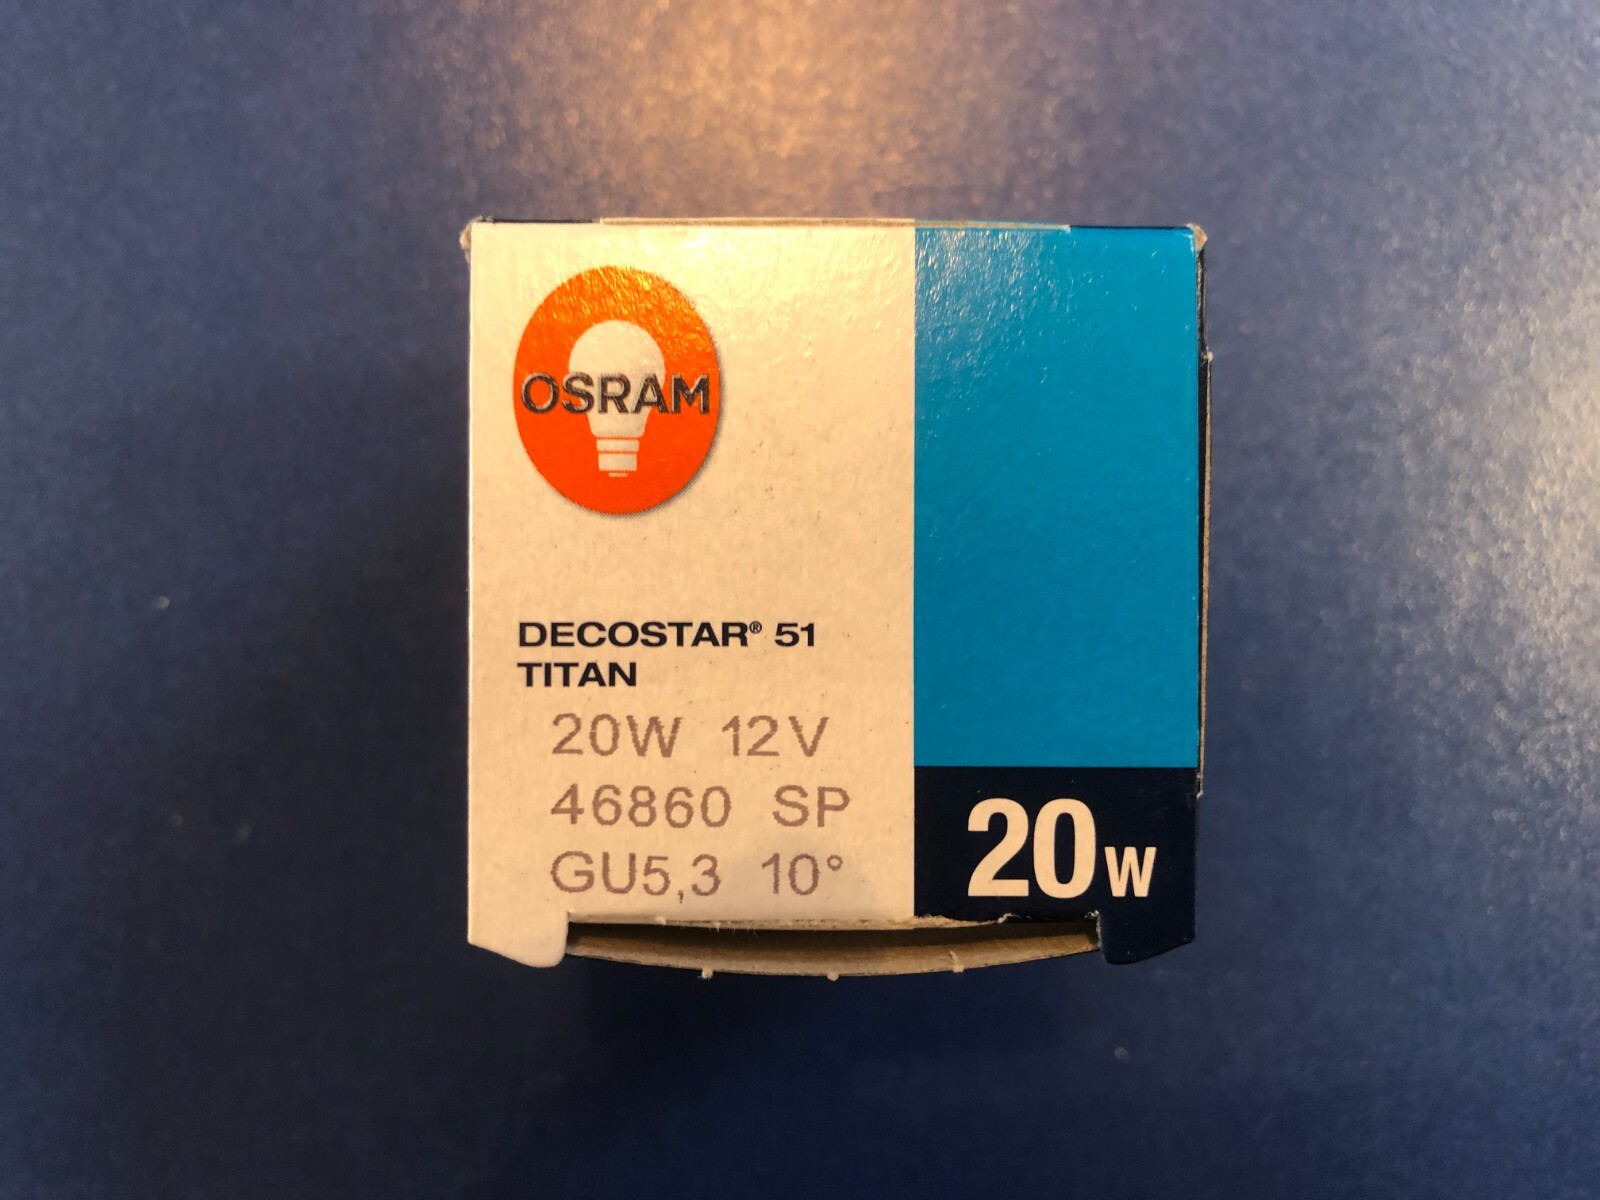 OSRAM
DECOSTAR® 51
TITAN
20W 12V
46860 SP
GU5,3 10°
20W